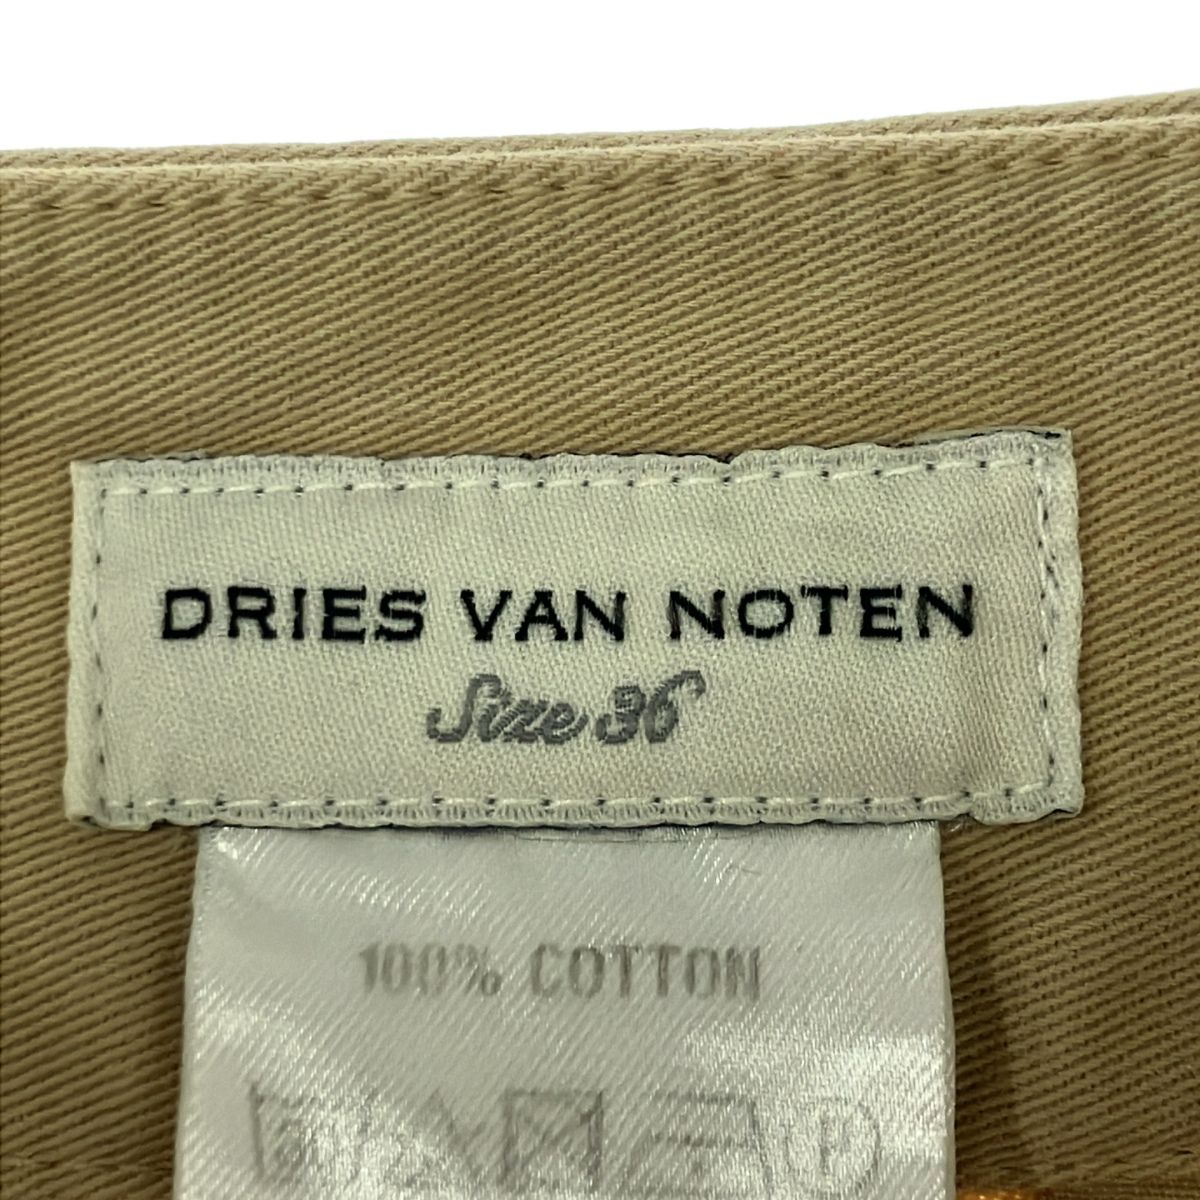 DRIES VAN NOTEN
Size 36
100% COTTON
P